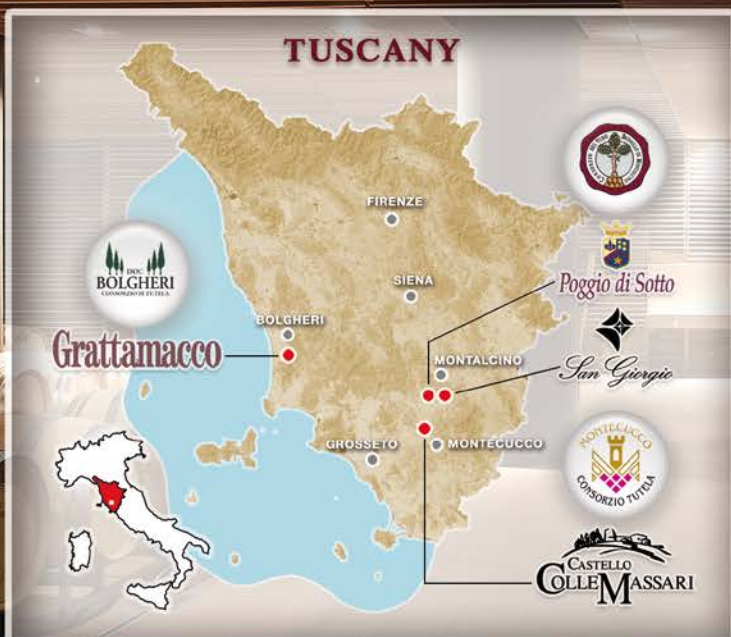 TUSCANY
FIRENZE
SIENA
DOC
BOLGHERI
CONSORZIO DI TUTELA
BOLGHERI
Grattamacco
Poggio di Sotto
MONTALCINO
San Giorgio
GROSSETO
MONTECUCCO
MONTECUCCO
CONSORZIO TUTELA
CASTELLO
COLLEMASSARI